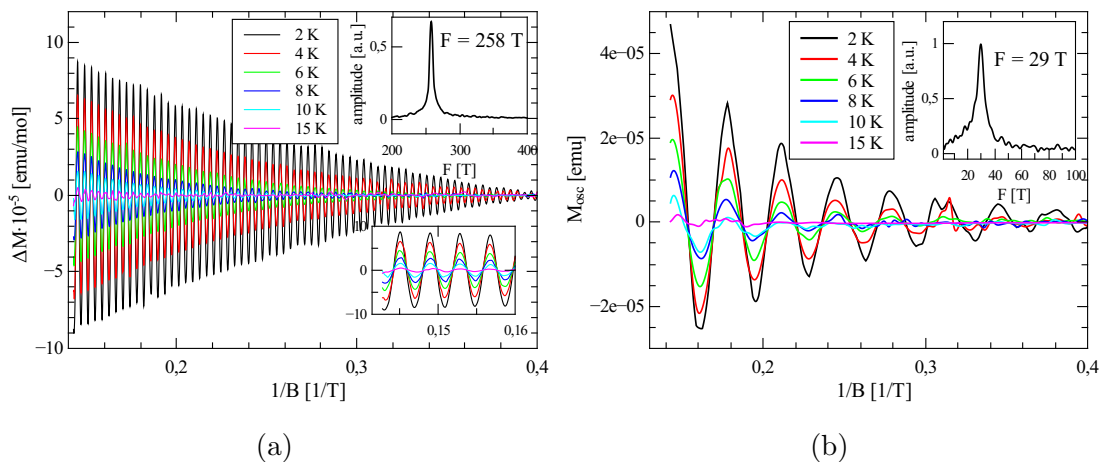 2 K
4 K
6 K
8 K
10 K
15 K
F = 258 T
amplitude [a.u.]
0,5
0
200
300
400
F [T]
ΔM· 10⁻⁵ [emu/mol]
10
5
0
−5
−10
10
0
−10
0,15
0,16
0,2
0,3
0,4
1/B [1/T]
(a)
2 K
4 K
6 K
8 K
10 K
15 K
F = 29 T
amplitude [a.u.]
1
0,5
0
20
40
60
80
100
F [T]
M_osc [emu]
4e-05
2e-05
0
−2e-05
0,2
0,3
0,4
1/B [1/T]
(b)